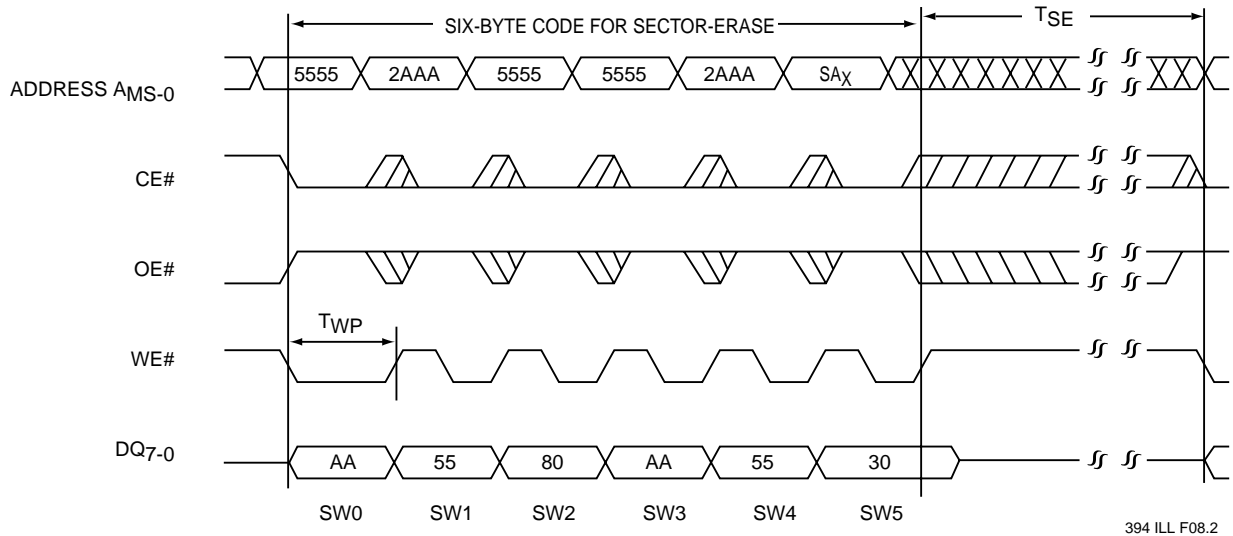 SIX-BYTE CODE FOR SECTOR-ERASE
TSE
ADDRESS AMS-0
5555 2AAA 5555 5555 2AAA SAX
CE#
OE#
TWP
WE#
DQ7-0
AA 55 80 AA 55 30
SW0 SW1 SW2 SW3 SW4 SW5
394 ILL F08.2